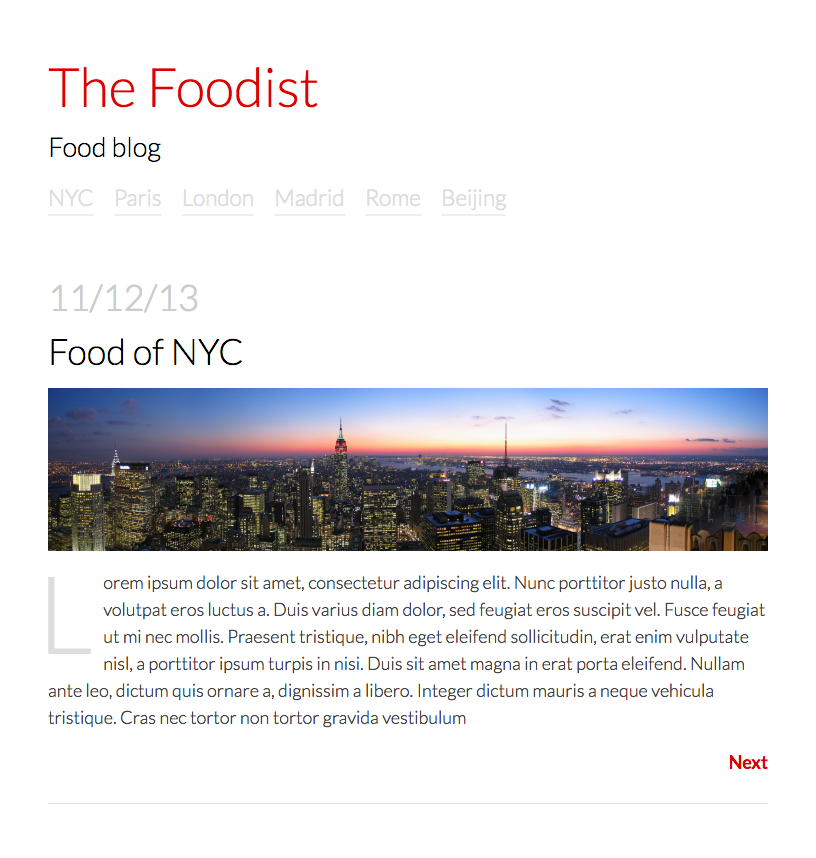 The Foodist
Food blog
NYC Paris London Madrid Rome Beijing
11/12/13
Food of NYC
Lorem ipsum dolor sit amet, consectetur adipiscing elit. Nunc porttitor justo nulla, a
volutpat eros luctus a. Duis varius diam dolor, sed feugiat eros suscipit vel. Fusce feugiat
ut mi nec mollis. Praesent tristique, nibh eget eleifend sollicitudin, erat enim vulputate
nisl, a porttitor ipsum turpis in nisi. Duis sit amet magna in erat porta eleifend. Nullam
ante leo, dictum quis ornare a, dignissim a libero. Integer dictum mauris a neque vehicula
tristique. Cras nec tortor non tortor gravida vestibulum
Next